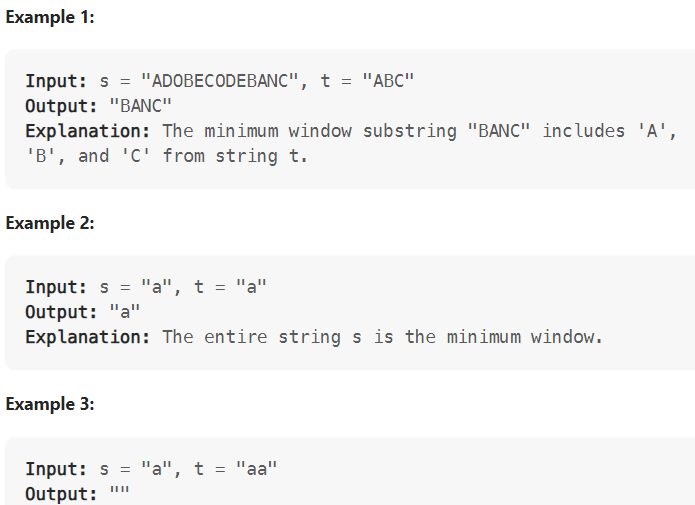 Example 1:
Input: s = "ADOBECODEBANC", t = "ABC"
Output: "BANC"
Explanation: The minimum window substring "BANC" includes 'A',
'B', and 'C' from string t.
Example 2:
Input: s = "a", t = "a"
Output: "a"
Explanation: The entire string s is the minimum window.
Example 3:
Input: s = "a", t = "aa"
Output: ""